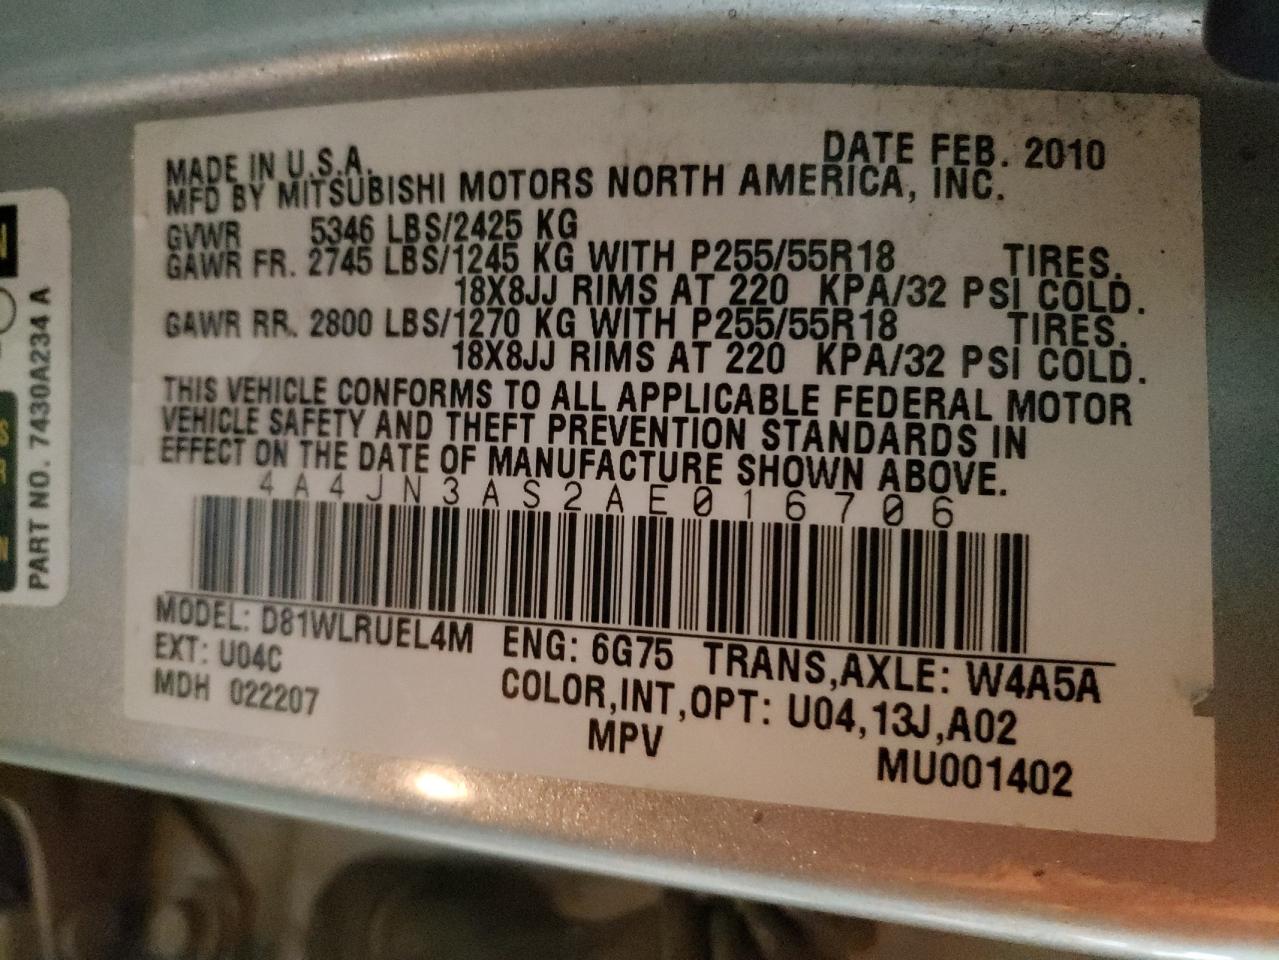 MADE IN U.S.A. DATE FEB. 2010
MFD BY MITSUBISHI MOTORS NORTH AMERICA, INC.
GVWR 5346 LBS/2425 KG
GAWR FR. 2745 LBS/1245 KG WITH P255/55R18 TIRES.
18X8JJ RIMS AT 220 KPA/32 PSI COLD.
GAWR RR. 2800 LBS/1270 KG WITH P255/55R18 TIRES.
18X8JJ RIMS AT 220 KPA/32 PSI COLD.
THIS VEHICLE CONFORMS TO ALL APPLICABLE FEDERAL MOTOR
VEHICLE SAFETY AND THEFT PREVENTION STANDARDS IN
EFFECT ON THE DATE OF MANUFACTURE SHOWN ABOVE.
4A4JN3AS2AE016706
MODEL: D81WLRUEL4M ENG: 6G75 TRANS,AXLE: W4A5A
EXT: U04C COLOR,INT,OPT: U04,13J,A02
MDH 022207 MPV MU001402
PART NO. 7430A234 A